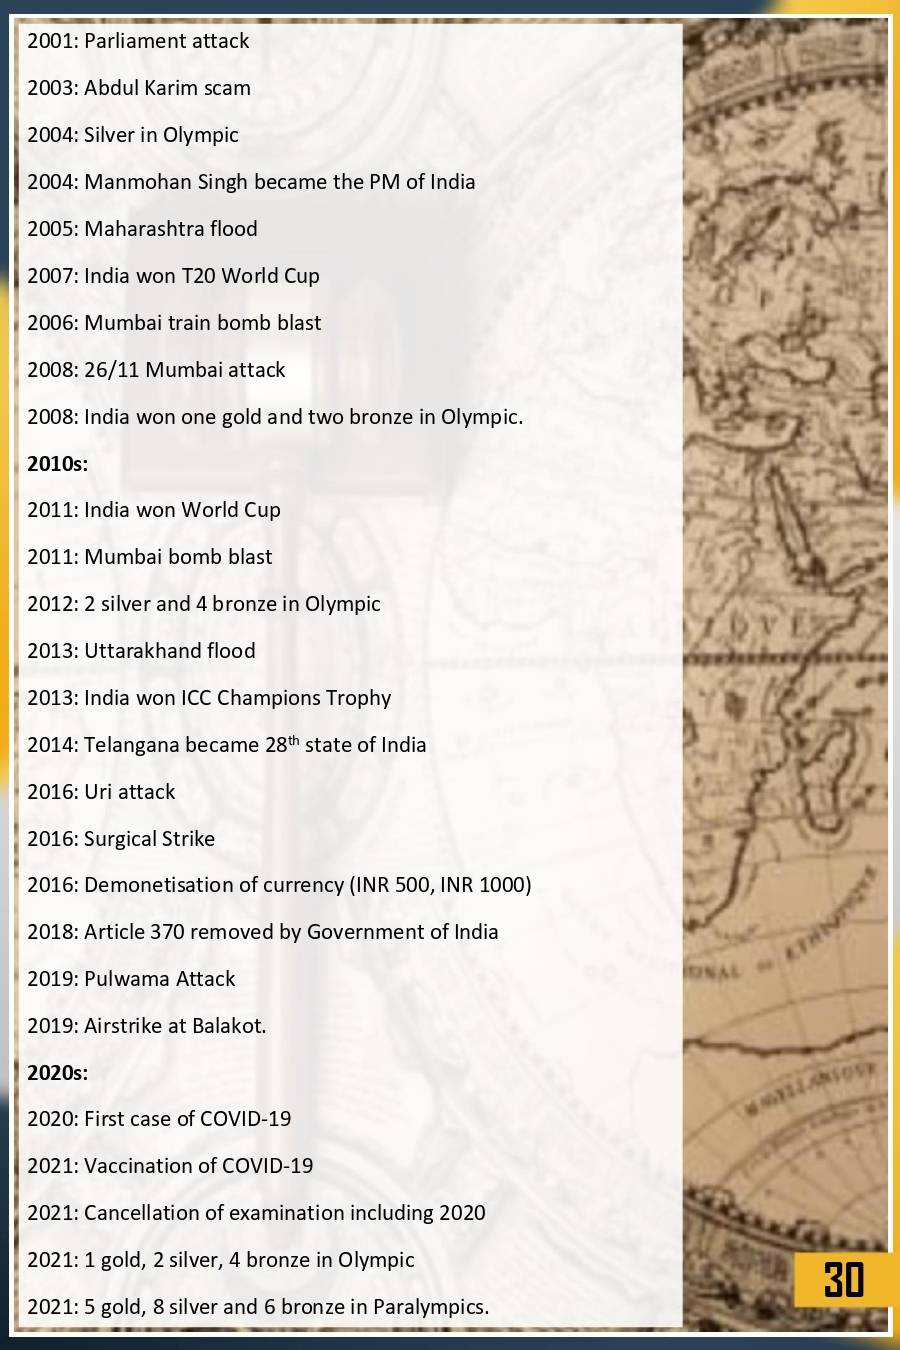 2001: Parliament attack
2003: Abdul Karim scam
2004: Silver in Olympic
2004: Manmohan Singh became the PM of India
2005: Maharashtra flood
2007: India won T20 World Cup
2006: Mumbai train bomb blast
2008: 26/11 Mumbai attack
2008: India won one gold and two bronze in Olympic.
2010s:
2011: India won World Cup
2011: Mumbai bomb blast
2012: 2 silver and 4 bronze in Olympic
2013: Uttarakhand flood
2013: India won ICC Champions Trophy
2014: Telangana became 28th state of India
2016: Uri attack
2016: Surgical Strike
2016: Demonetisation of currency (INR 500, INR 1000)
2018: Article 370 removed by Government of India
2019: Pulwama Attack
2019: Airstrike at Balakot.
2020s:
2020: First case of COVID-19
2021: Vaccination of COVID-19
2021: Cancellation of examination including 2020
2021: 1 gold, 2 silver, 4 bronze in Olympic
2021: 5 gold, 8 silver and 6 bronze in Paralympics.
30